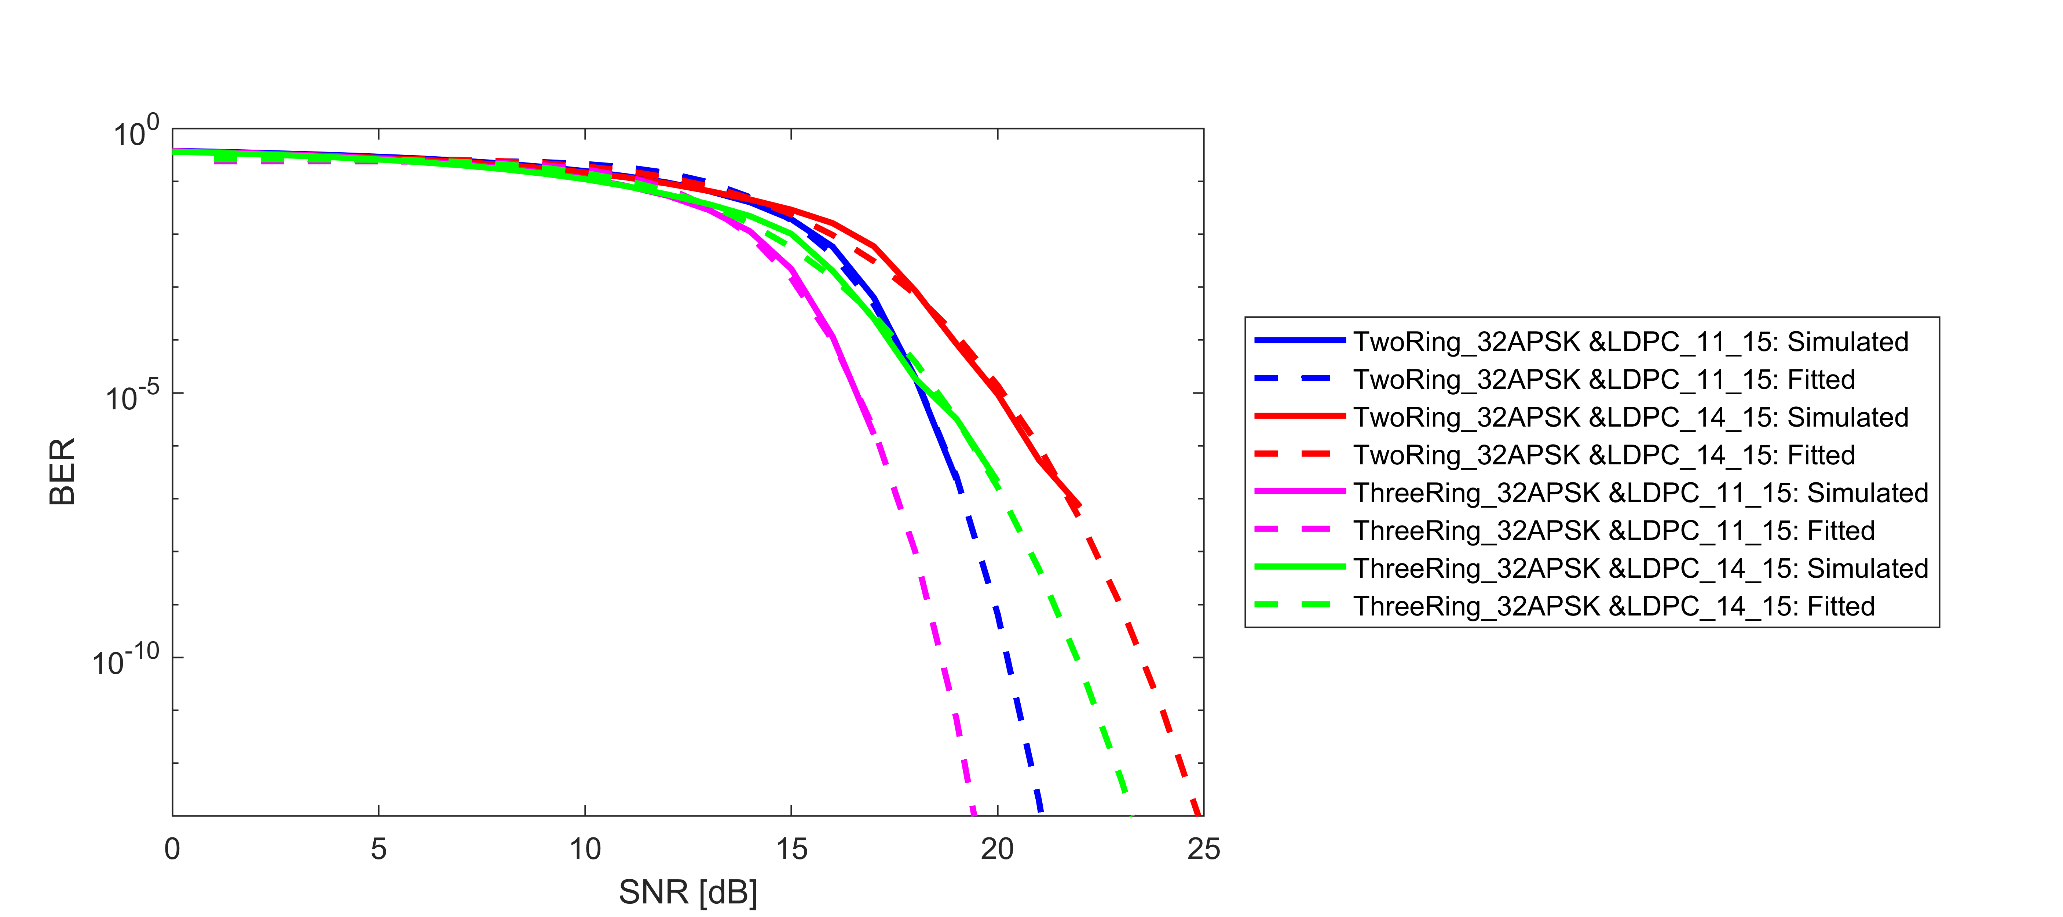 10^0
10^-5
10^-10
BER
0 5 10 15 20 25
SNR [dB]
TwoRing_32APSK &LDPC_11_15: Simulated
TwoRing_32APSK &LDPC_11_15: Fitted
TwoRing_32APSK &LDPC_14_15: Simulated
TwoRing_32APSK &LDPC_14_15: Fitted
ThreeRing_32APSK &LDPC_11_15: Simulated
ThreeRing_32APSK &LDPC_11_15: Fitted
ThreeRing_32APSK &LDPC_14_15: Simulated
ThreeRing_32APSK &LDPC_14_15: Fitted